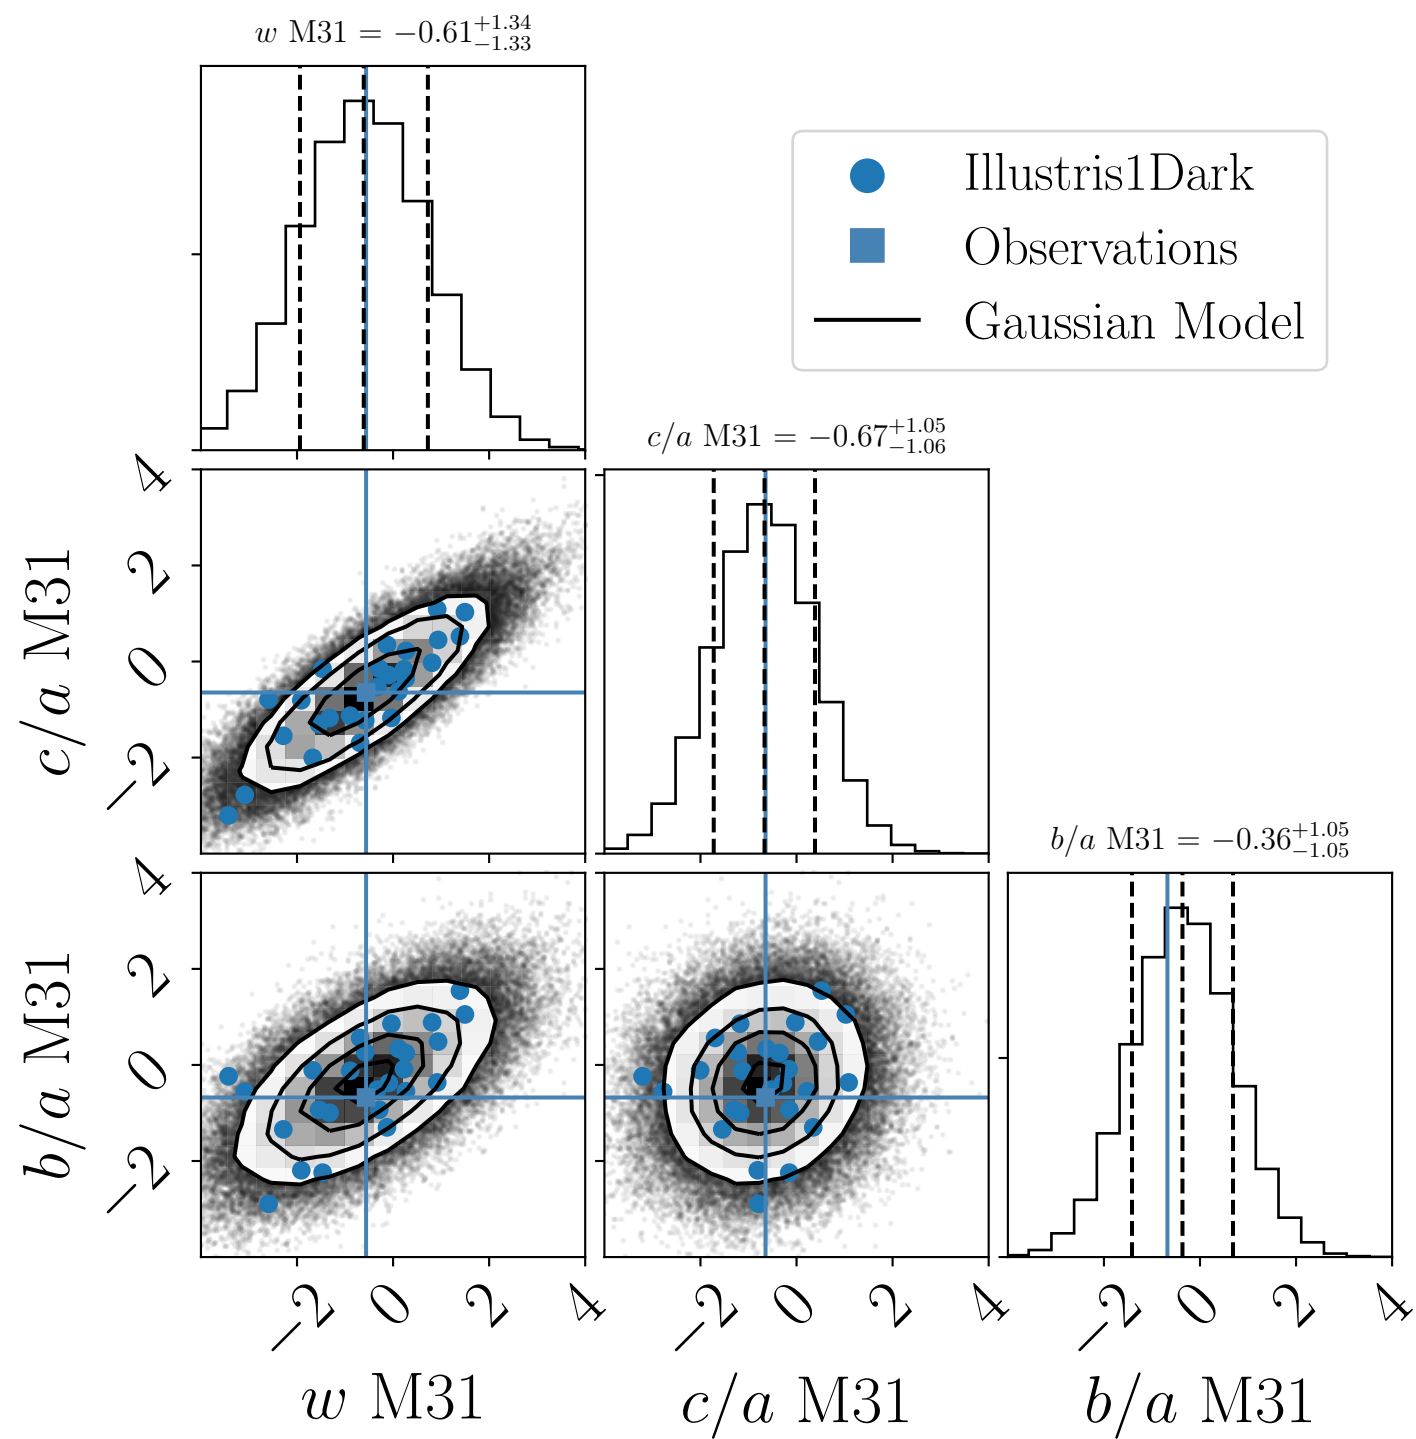 w M31 = −0.61 +1.34 −1.33
Illustris1Dark
Observations
Gaussian Model
c/a M31 = −0.67 +1.05 −1.06
4
2
0
−2
c/a M31
b/a M31 = −0.36 +1.05 −1.05
4
2
0
−2
b/a M31
−2 0 2 4
−2 0 2 4
−2 0 2 4
w M31
c/a M31
b/a M31